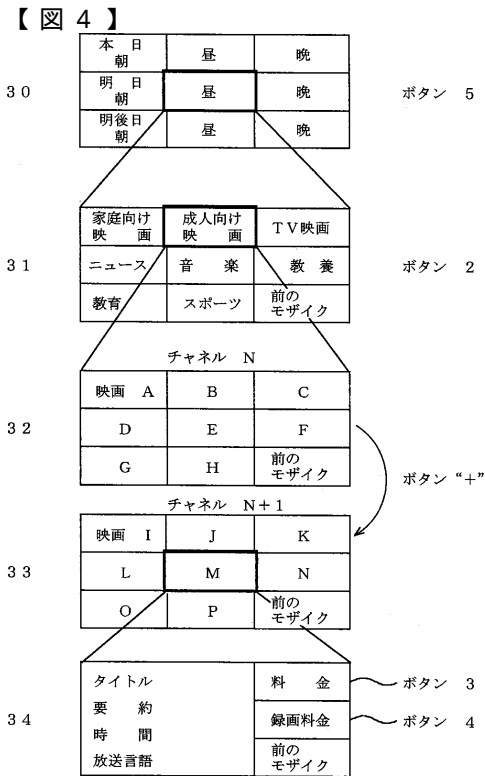 【図4】
本 日
朝 昼 晩
30 明 日
朝 昼 晩 ボタン 5
明後日
朝 昼 晩
家庭向け
映 画 成人向け
映 画 TV映画
31 ニュース 音 楽 教 養 ボタン 2
教育 スポーツ 前の
モザイク
チャネル N
映画 A B C
32 D E F
G H 前の
モザイク
ボタン “+”
チャネル N+1
映画 I J K
33 L M N
O P 前の
モザイク
タイトル 料 金 ボタン 3
要 約
34 録画料金 ボタン 4
時 間
放送言語 前の
モザイク